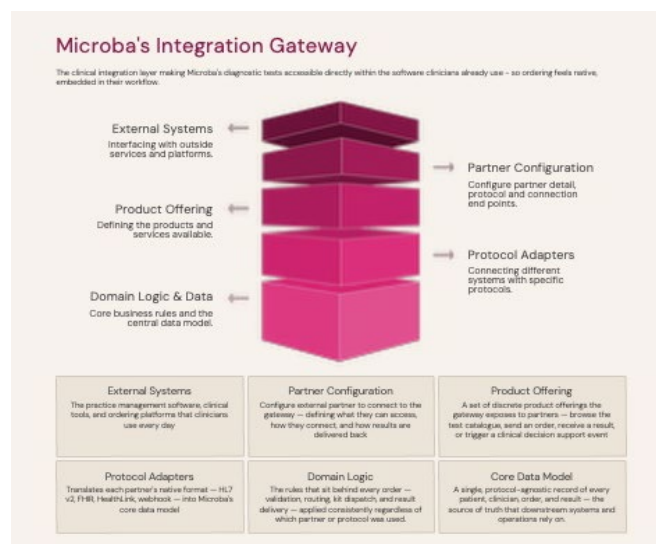 Microba's Integration Gateway
The clinical integration layer making Microba's diagnostic tests accessible directly within the software clinicians already use - so ordering feels native,
embedded in their workflow.
External Systems
Interfacing with outside
services and platforms.
Partner Configuration
Configure partner detail,
protocol and connection
end points.
Product Offering
Defining the products and
services available.
Protocol Adapters
Connecting different
systems with specific
protocols.
Domain Logic & Data
Core business rules and the
central data model.
External Systems
The practice management software, clinical
tools, and ordering platforms that clinicians
use every day
Partner Configuration
Configure external partner to connect to the
gateway — defining what they can access,
how they connect, and how results are
delivered back
Product Offering
A set of discrete product offerings the
gateway exposes to partners — browse the
test catalogue, send an order, receive a result,
or trigger a clinical decision support event
Protocol Adapters
Translates each partner's native format — HL7
v2, FHIR, HealthLink, webhook — into Microba's
core data model
Domain Logic
The rules that sit behind every order —
validation, routing, kit dispatch, and result
delivery — applied consistently regardless of
which partner or protocol was used.
Core Data Model
A single, protocol-agnostic record of every
patient, clinician, order, and result — the
source of truth that downstream systems and
operations rely on.